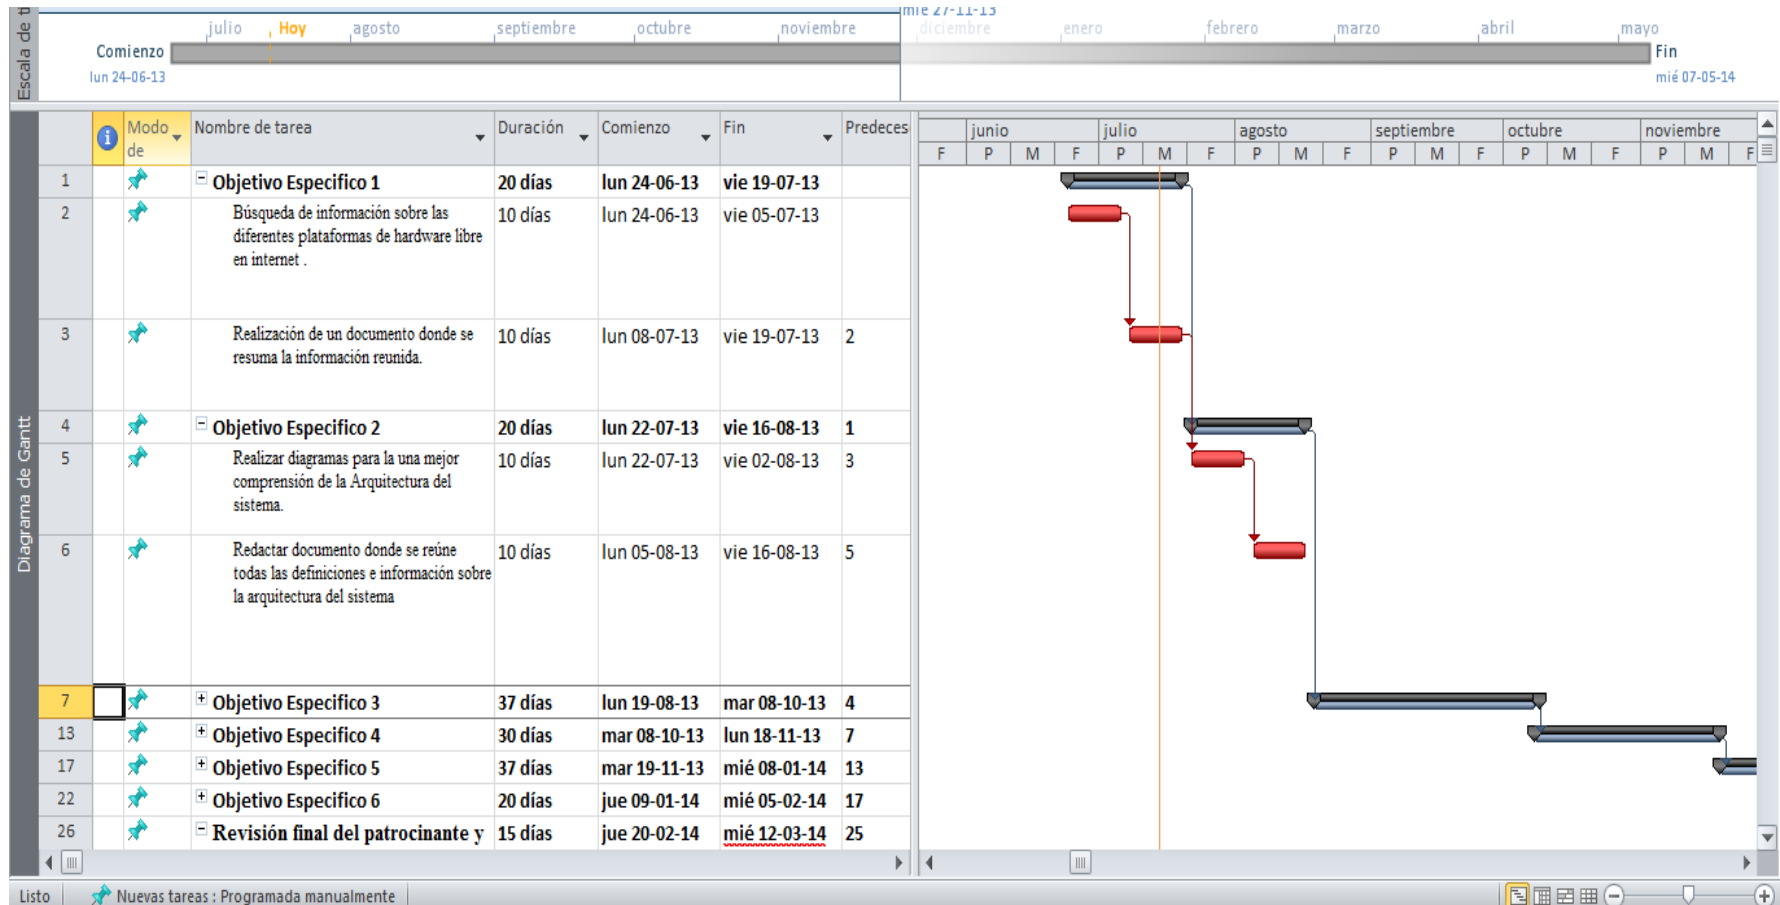 mié 27-11-13
julio Hoy agosto septiembre octubre noviembre diciembre enero febrero marzo abril mayo
Comienzo
lun 24-06-13
Fin
mié 07-05-14
Escala de ti
Diagrama de Gantt
Modo de Nombre de tarea Duración Comienzo Fin Predeces
junio julio agosto septiembre octubre noviembre
F P M F P M F P M F P M F P M F P M F
1 Objetivo Especifico 1 20 días lun 24-06-13 vie 19-07-13
2 Búsqueda de información sobre las 10 días lun 24-06-13 vie 05-07-13
diferentes plataformas de hardware libre
en internet .
3 Realización de un documento donde se 10 días lun 08-07-13 vie 19-07-13 2
resuma la información reunida.
4 Objetivo Especifico 2 20 días lun 22-07-13 vie 16-08-13 1
5 Realizar diagramas para la una mejor 10 días lun 22-07-13 vie 02-08-13 3
comprensión de la Arquitectura del
sistema.
6 Redactar documento donde se reúne 10 días lun 05-08-13 vie 16-08-13 5
todas las definiciones e información sobre
la arquitectura del sistema
7 Objetivo Especifico 3 37 días lun 19-08-13 mar 08-10-13 4
13 Objetivo Especifico 4 30 días mar 08-10-13 lun 18-11-13 7
17 Objetivo Especifico 5 37 días mar 19-11-13 mié 08-01-14 13
22 Objetivo Especifico 6 20 días jue 09-01-14 mié 05-02-14 17
26 Revisión final del patrocinante y 15 días jue 20-02-14 mié 12-03-14 25
Listo Nuevas tareas : Programada manualmente